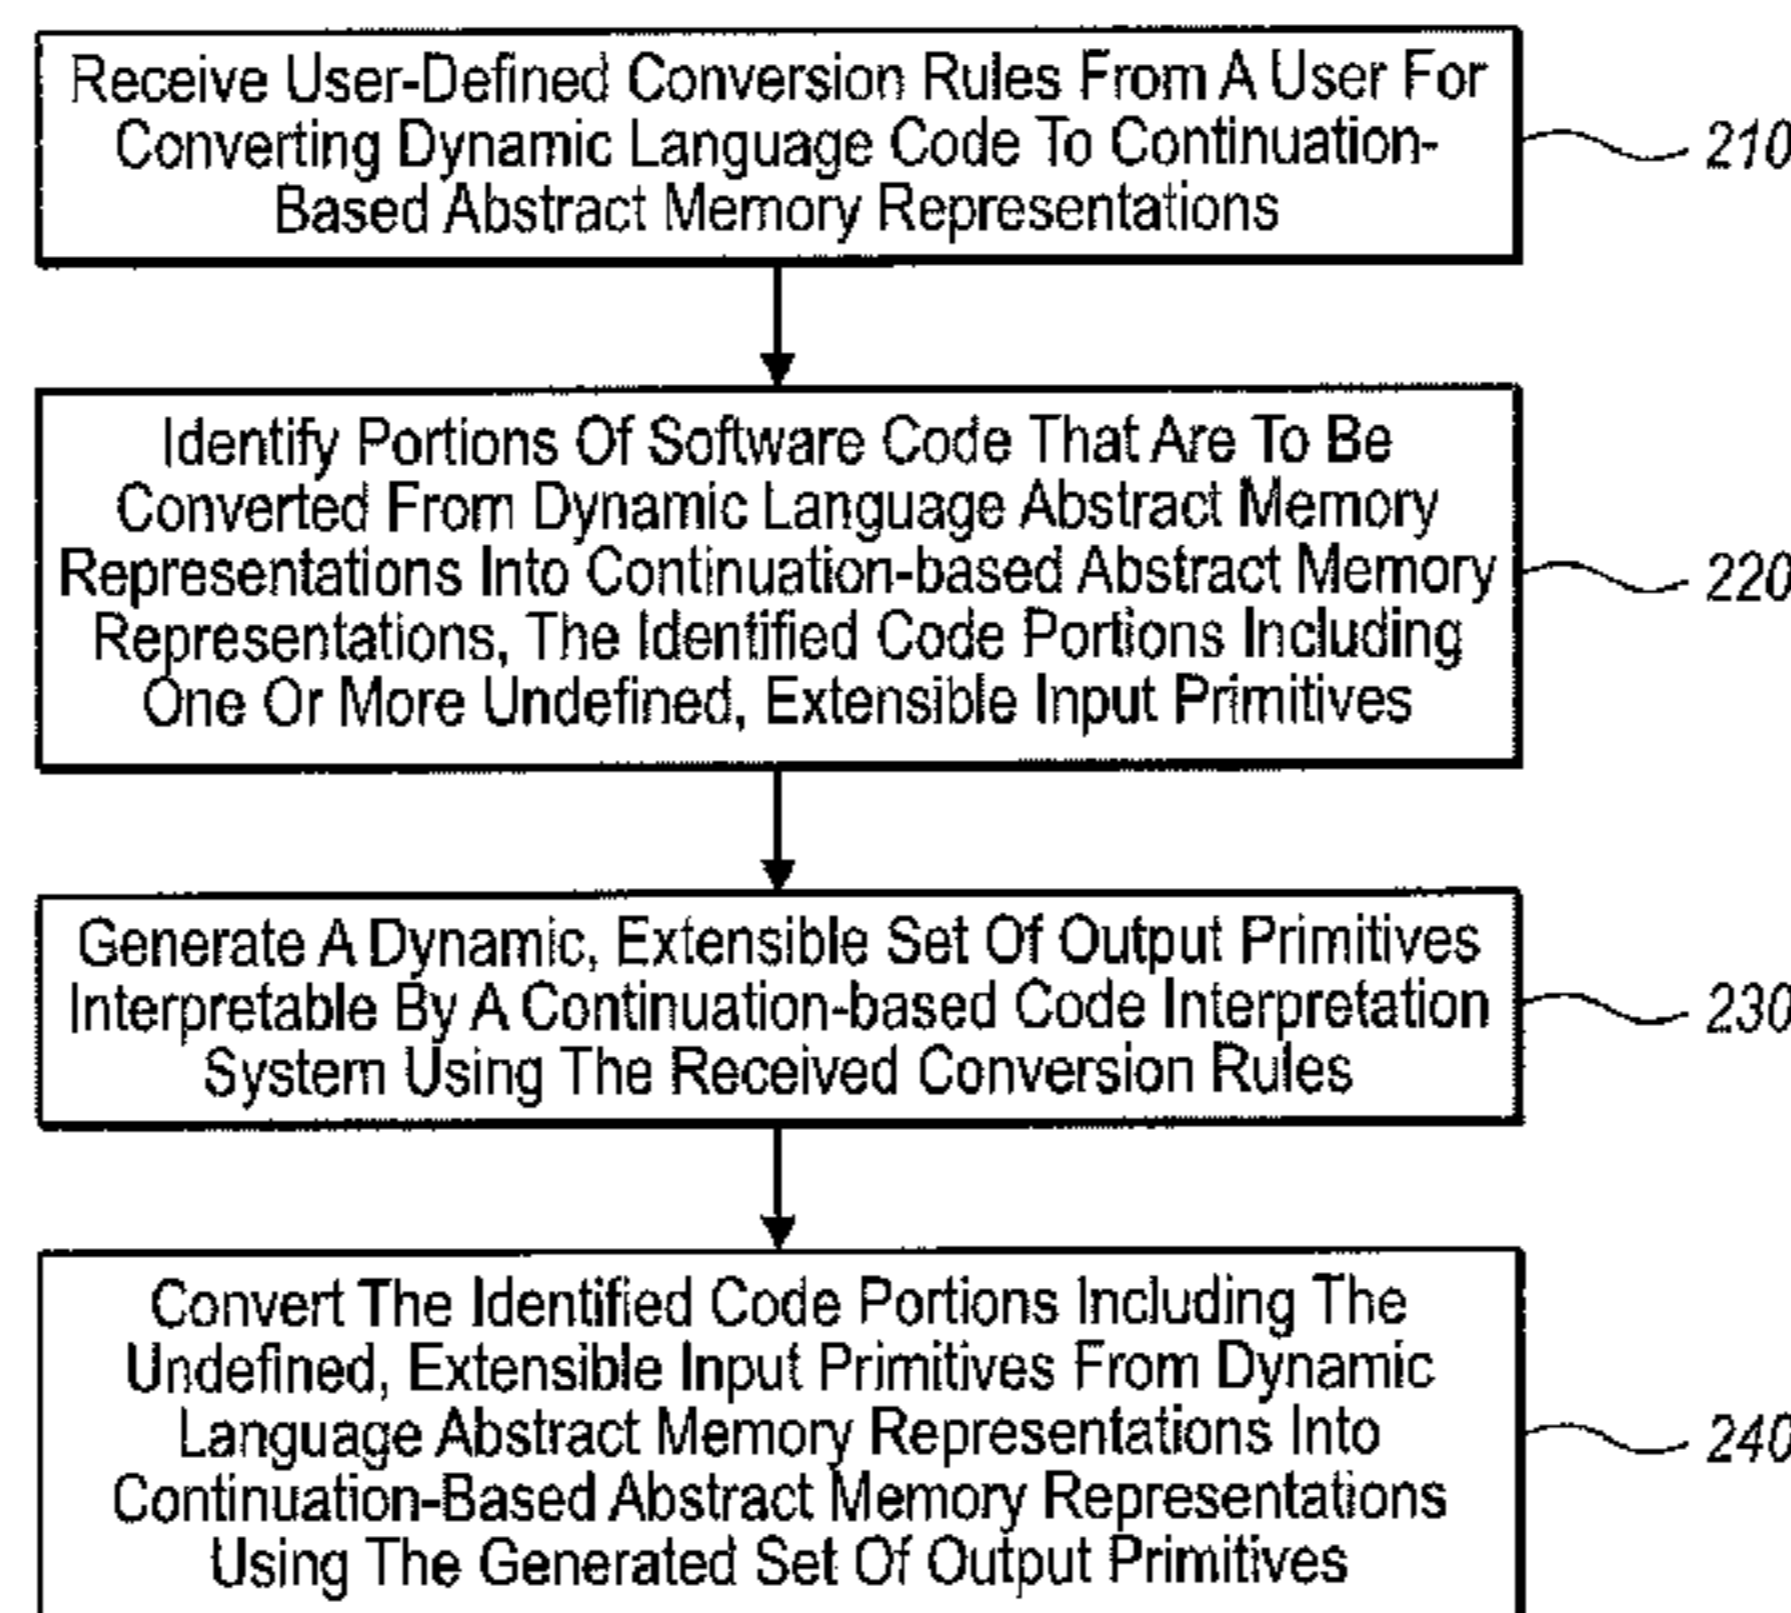 Receive User-Defined Conversion Rules From A User For
Converting Dynamic Language Code To Continuation-
Based Abstract Memory Representations
210
Identify Portions Of Software Code That Are To Be
Converted From Dynamic Language Abstract Memory
Representations Into Continuation-based Abstract Memory
Representations, The Identified Code Portions Including
One Or More Undefined, Extensible Input Primitives
220
Generate A Dynamic, Extensible Set Of Output Primitives
Interpretable By A Continuation-based Code Interpretation
System Using The Received Conversion Rules
230
Convert The Identified Code Portions Including The
Undefined, Extensible Input Primitives From Dynamic
Language Abstract Memory Representations Into
Continuation-Based Abstract Memory Representations
Using The Generated Set Of Output Primitives
240